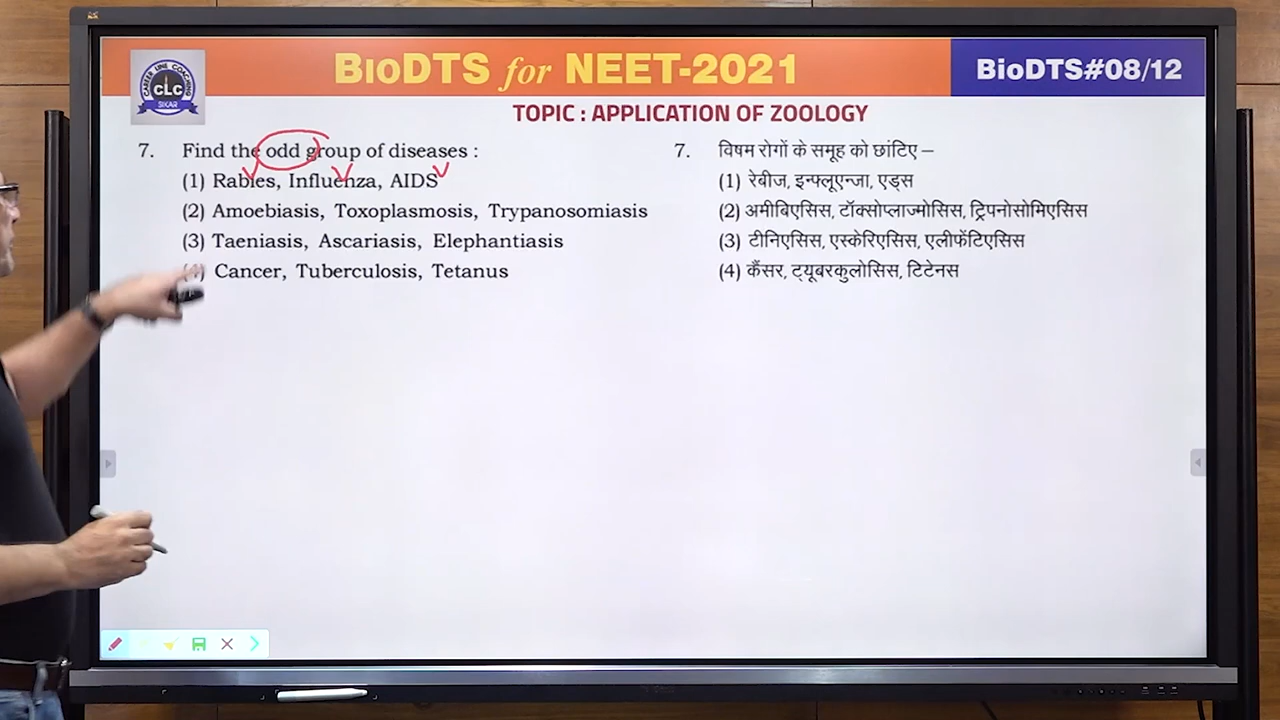 BIODTS for NEET-2021
BioDTS#08/12
CAREER LINE COACHING
CLC
SIKAR
TOPIC : APPLICATION OF ZOOLOGY
7. Find the odd group of diseases :
(1) Rabies, Influenza, AIDS
(2) Amoebiasis, Toxoplasmosis, Trypanosomiasis
(3) Taeniasis, Ascariasis, Elephantiasis
(4) Cancer, Tuberculosis, Tetanus
7. विषम रोगों के समूह को छांटिए –
(1) रेबीज, इन्फ्लूएन्जा, एड्स
(2) अमीबिएसिस, टॉक्सोप्लाज्मोसिस, ट्रिपनोसोमिएसिस
(3) टीनिएसिस, एस्केरिएसिस, एलीफेंटिएसिस
(4) कैंसर, ट्यूबरकुलोसिस, टिटेनस